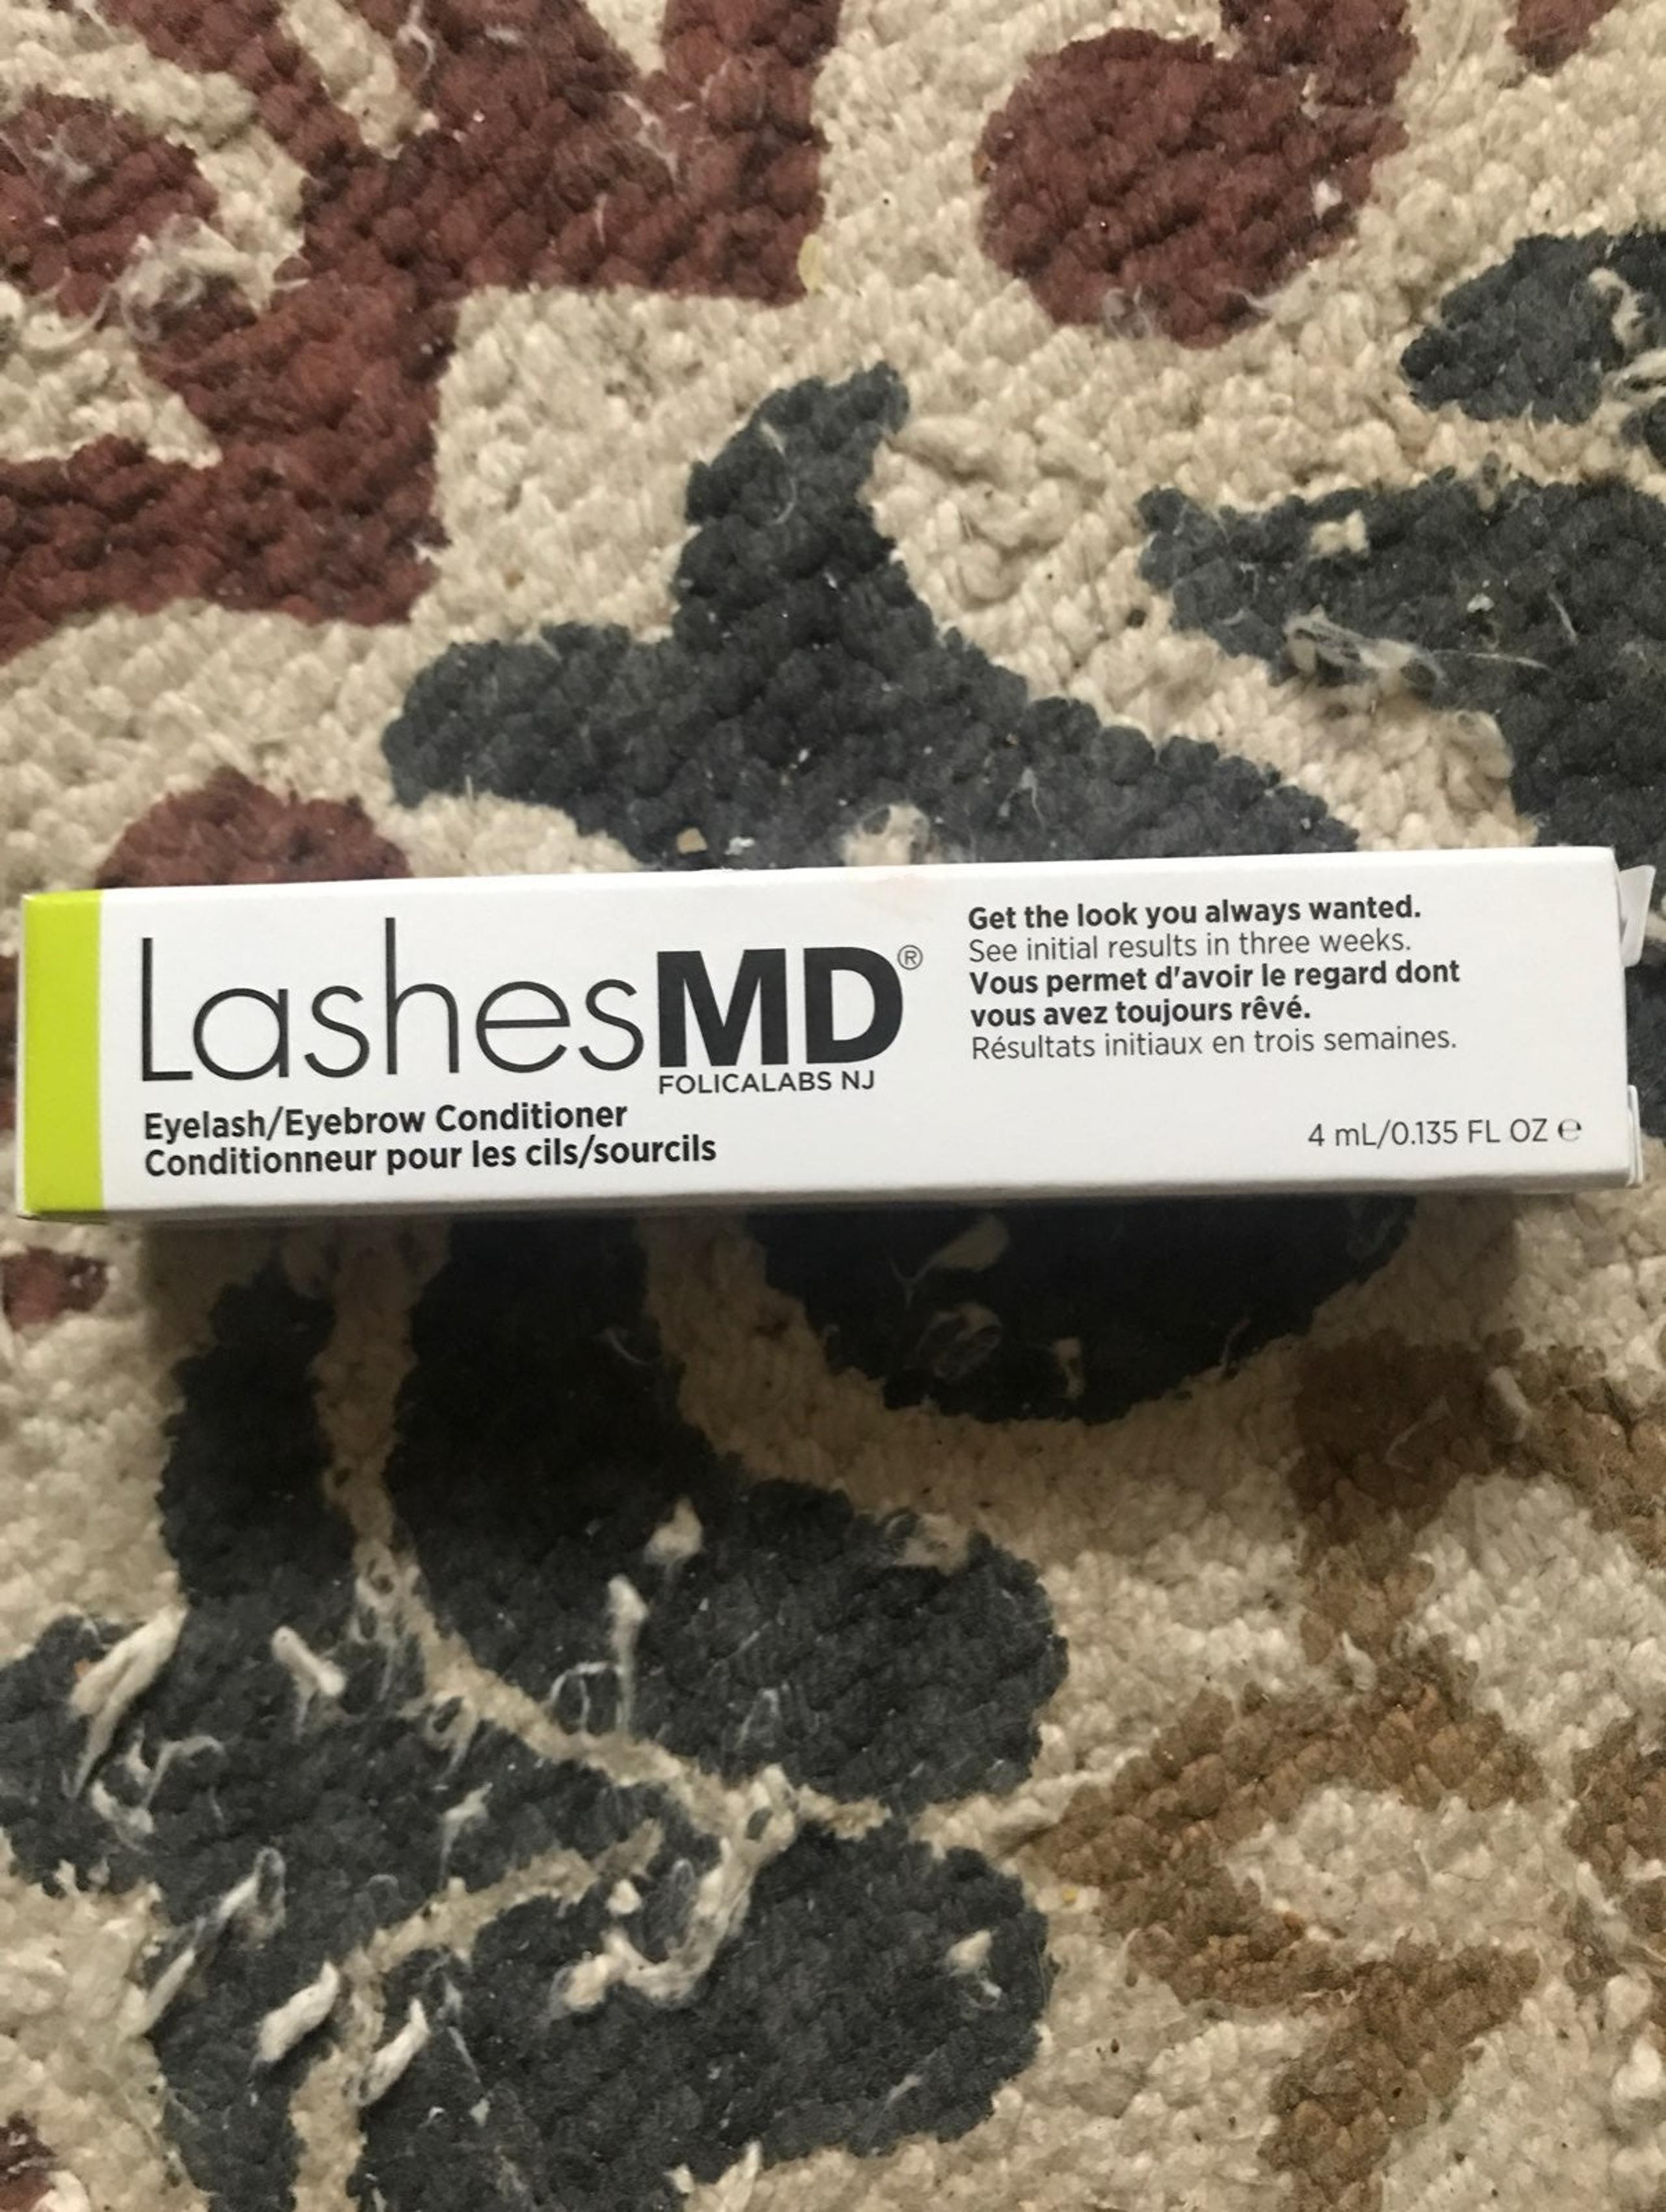 LashesMD®
FOLICALABS NJ
Eyelash/Eyebrow Conditioner
Conditionneur pour les cils/sourcils
Get the look you always wanted.
See initial results in three weeks.
Vous permet d'avoir le regard dont
vous avez toujours rêvé.
Résultats initiaux en trois semaines.
4 mL/0.135 FL OZ ℮